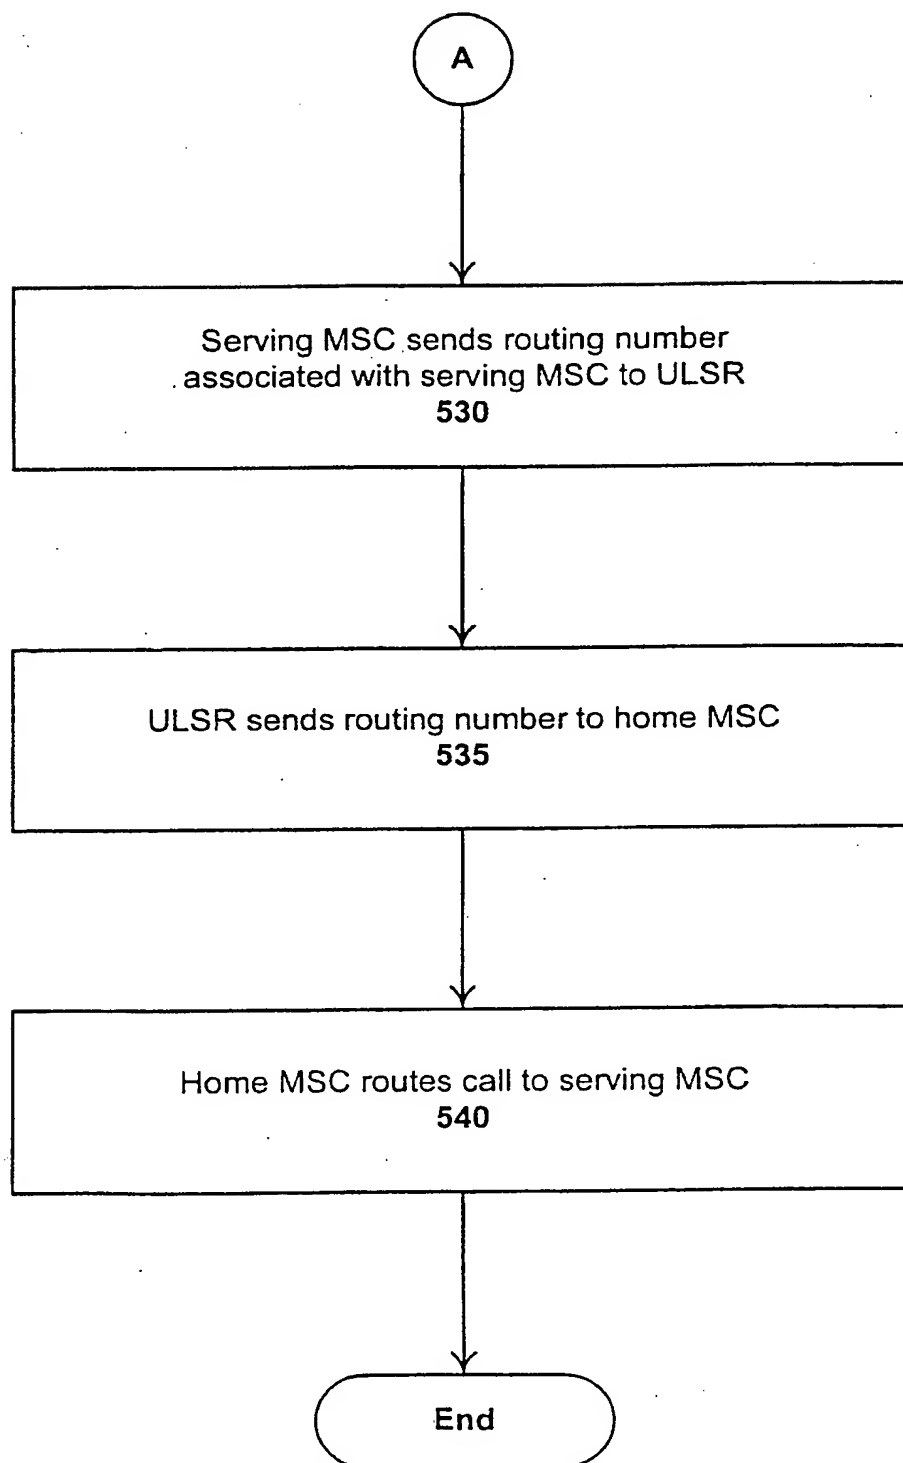 A
Serving MSC sends routing number
associated with serving MSC to ULSR
530
ULSR sends routing number to home MSC
535
Home MSC routes call to serving MSC
540
End